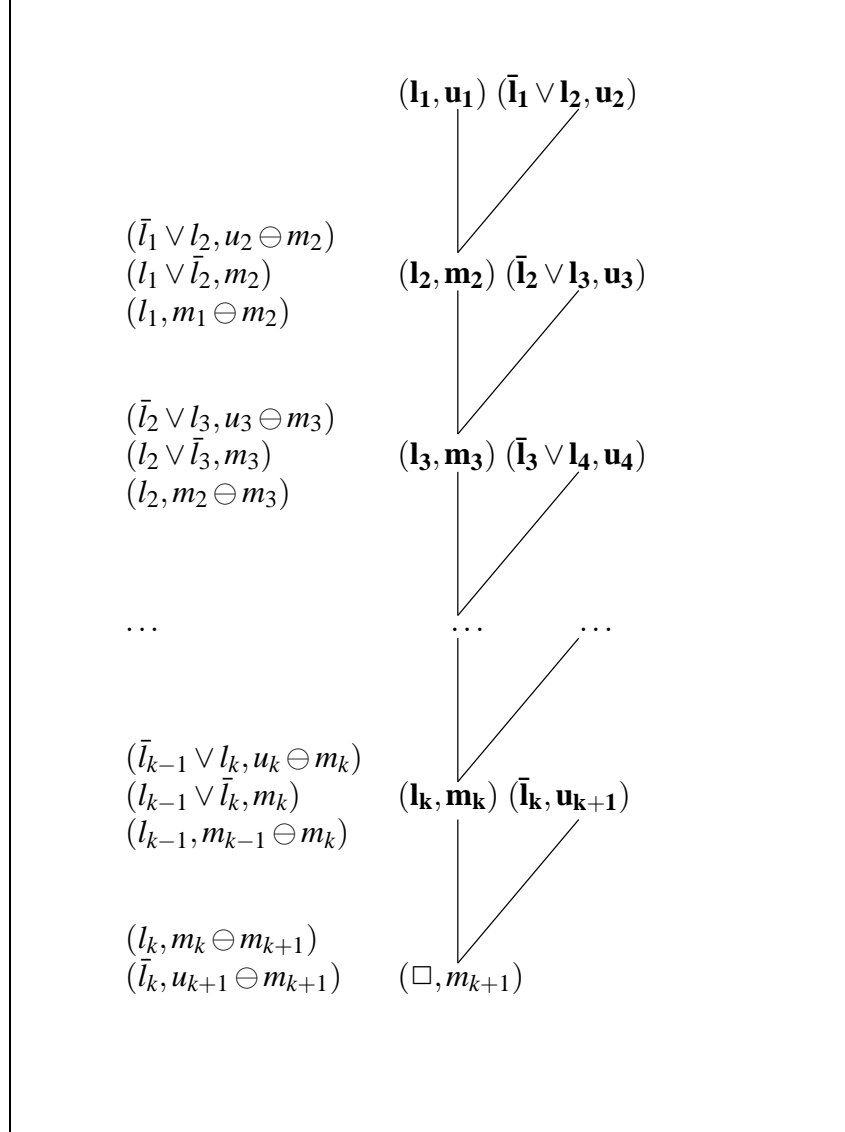 (l₁, u₁) (l̄₁ ∨ l₂, u₂)
(l̄₁ ∨ l₂, u₂ ⊖ m₂)
(l₁ ∨ l̄₂, m₂) (l₂, m₂) (l̄₂ ∨ l₃, u₃)
(l₁, m₁ ⊖ m₂)
(l̄₂ ∨ l₃, u₃ ⊖ m₃)
(l₂ ∨ l̄₃, m₃) (l₃, m₃) (l̄₃ ∨ l₄, u₄)
(l₂, m₂ ⊖ m₃)
... ... ...
(l̄ₖ₋₁ ∨ lₖ, uₖ ⊖ mₖ)
(lₖ₋₁ ∨ l̄ₖ, mₖ) (lₖ, mₖ) (l̄ₖ, uₖ₊₁)
(lₖ₋₁, mₖ₋₁ ⊖ mₖ)
(lₖ, mₖ ⊖ mₖ₊₁)
(l̄ₖ, uₖ₊₁ ⊖ mₖ₊₁) (□, mₖ₊₁)